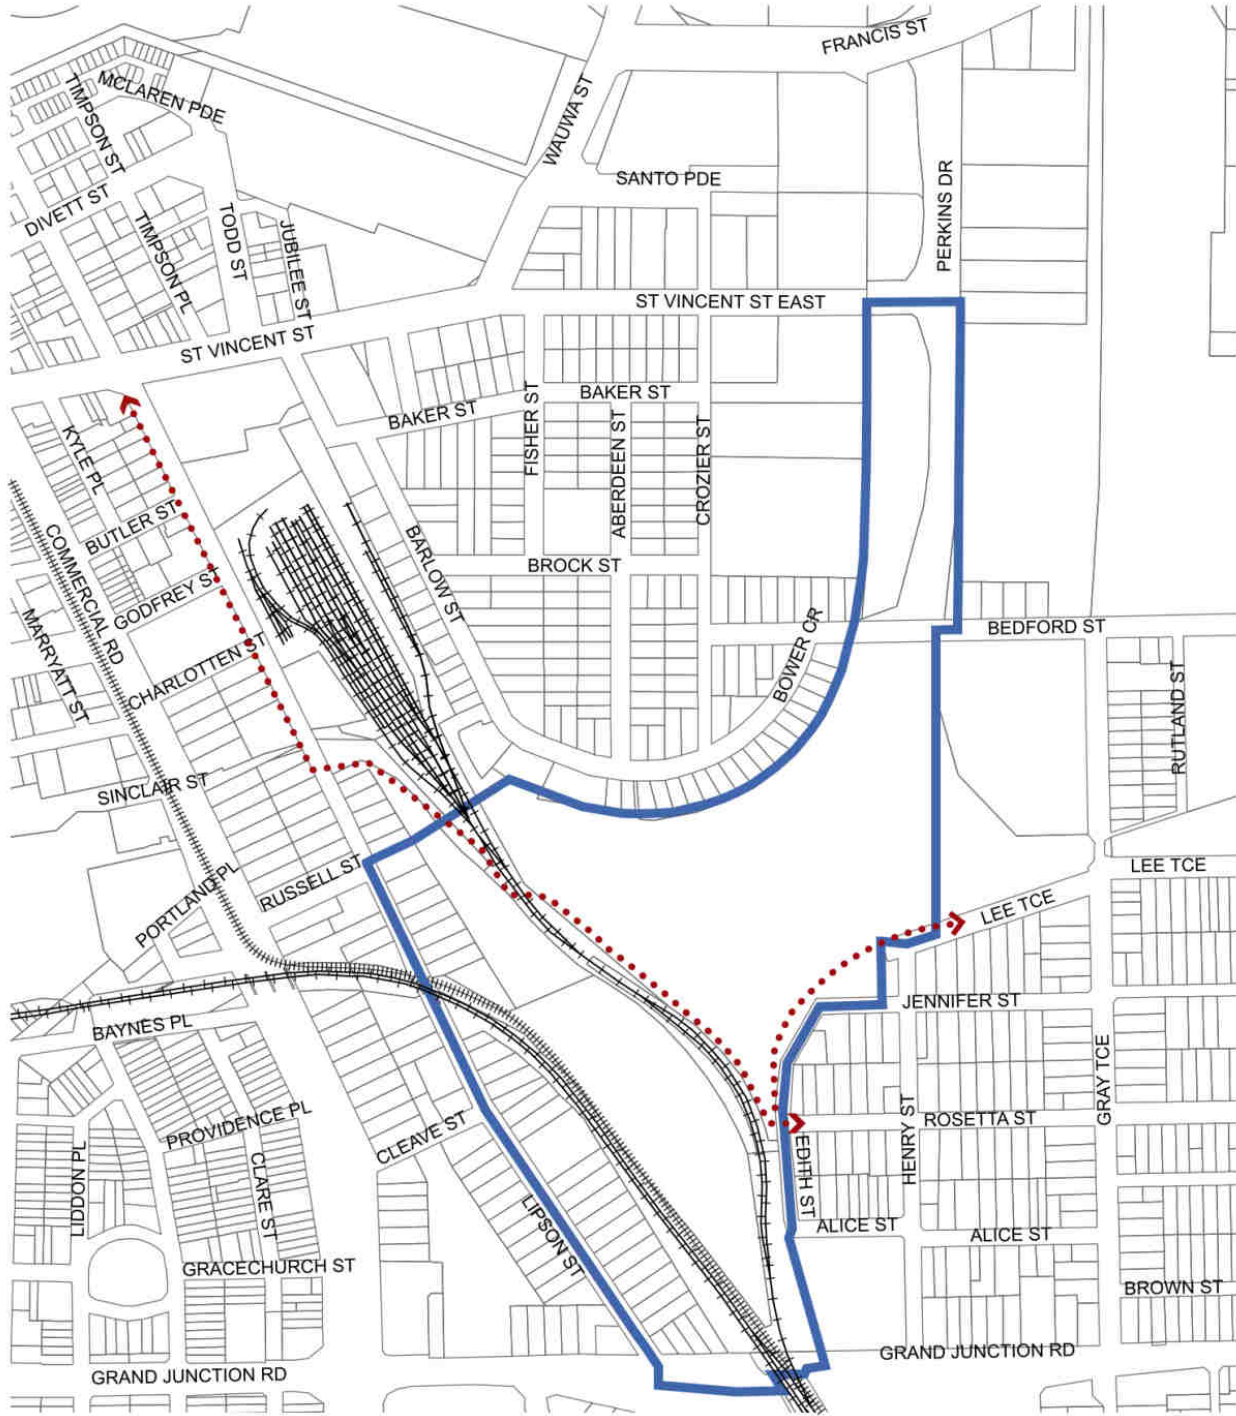 FRANCIS ST
MCLAREN PDE
TIMPSON ST
WAUWA ST
SANTO PDE
DIVETT ST
TIMPSON PL
TODD ST
JUBILEE ST
PERKINS DR
ST VINCENT ST EAST
ST VINCENT ST
BAKER ST
BAKER ST
KYLE PL
FISHER ST
ABERDEEN ST
CROZIER ST
BUTLER ST
COMMERCIAL RD
BARLOW ST
BROCK ST
GODFREY ST
MARRYATT ST
CHARLOTTEN ST
BOWER CR
BEDFORD ST
RUTLAND ST
SINCLAIR ST
LEE TCE
RUSSELL ST
PORTLAND PL
LEE TCE
JENNIFER ST
BAYNES PL
GRAY TCE
PROVIDENCE PL
CLEAVE ST
ROSETTA ST
HENRY ST
EDITH ST
LIDDON PL
CLARE ST
LIPSON ST
ALICE ST
ALICE ST
GRACECHURCH ST
BROWN ST
GRAND JUNCTION RD
GRAND JUNCTION RD